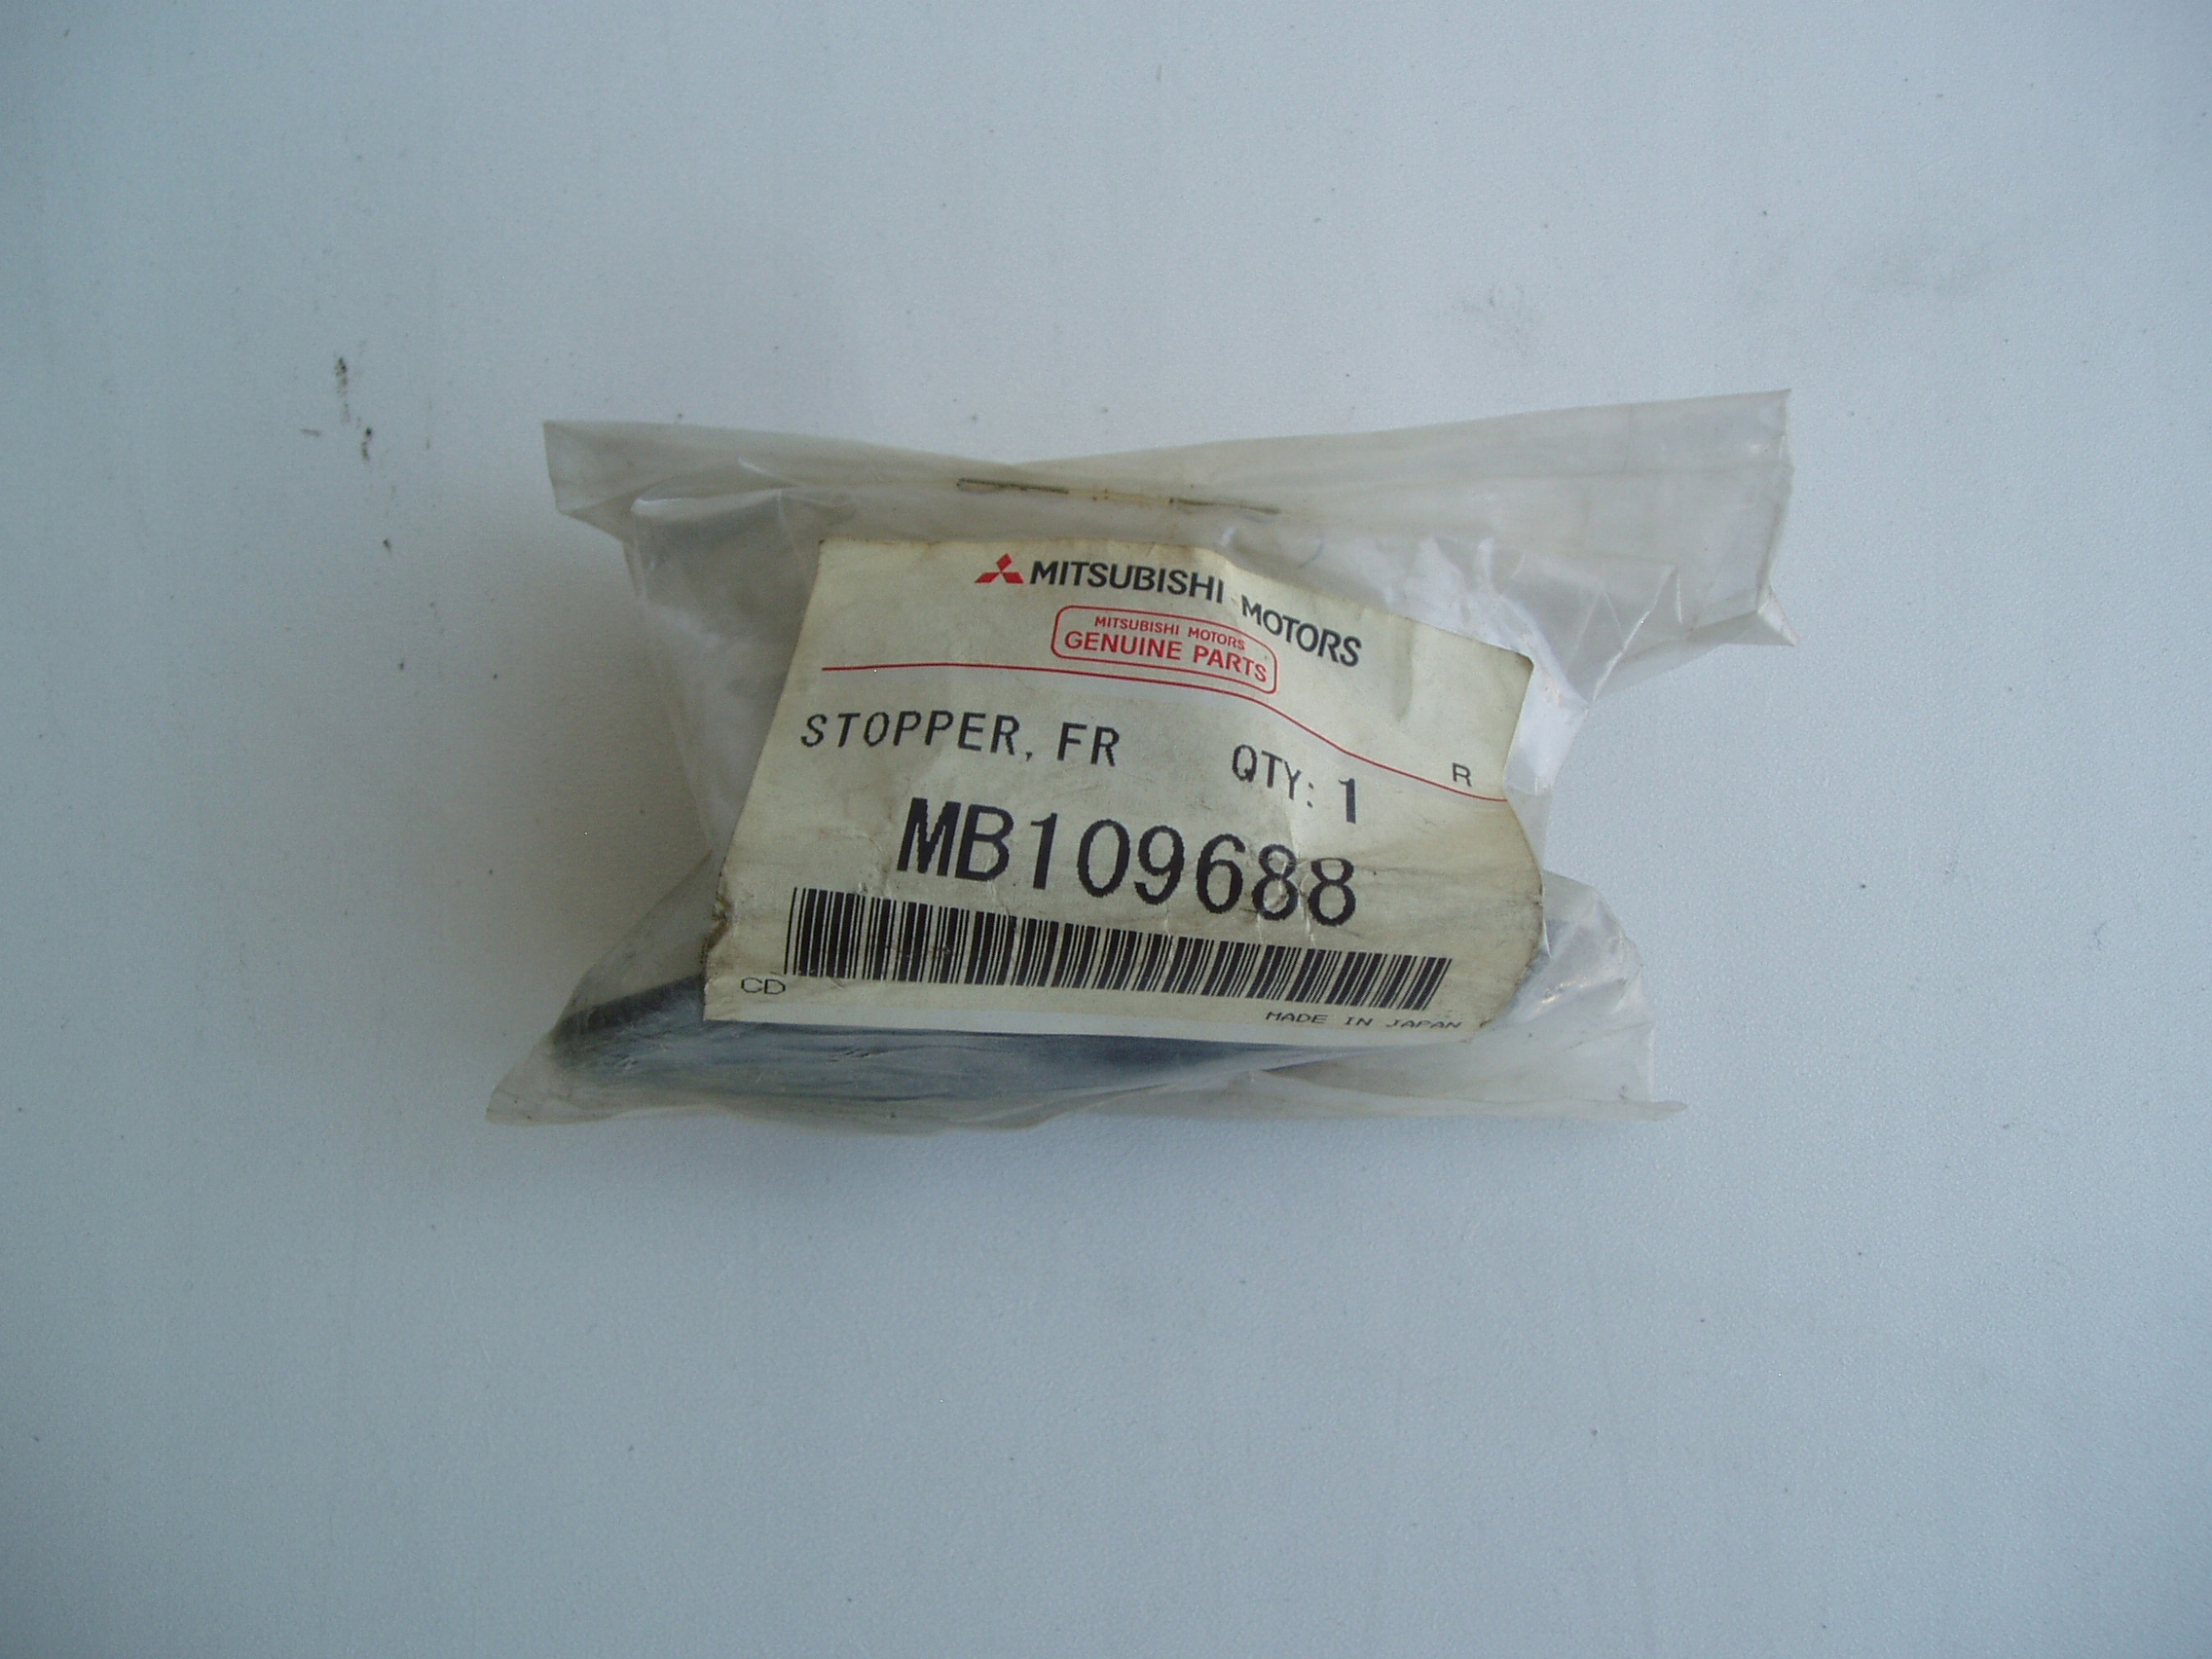 MITSUBISHI MOTORS
MITSUBISHI MOTORS
GENUINE PARTS
STOPPER, FR QTY: 1 R
MB109688
CD
MADE IN JAPAN